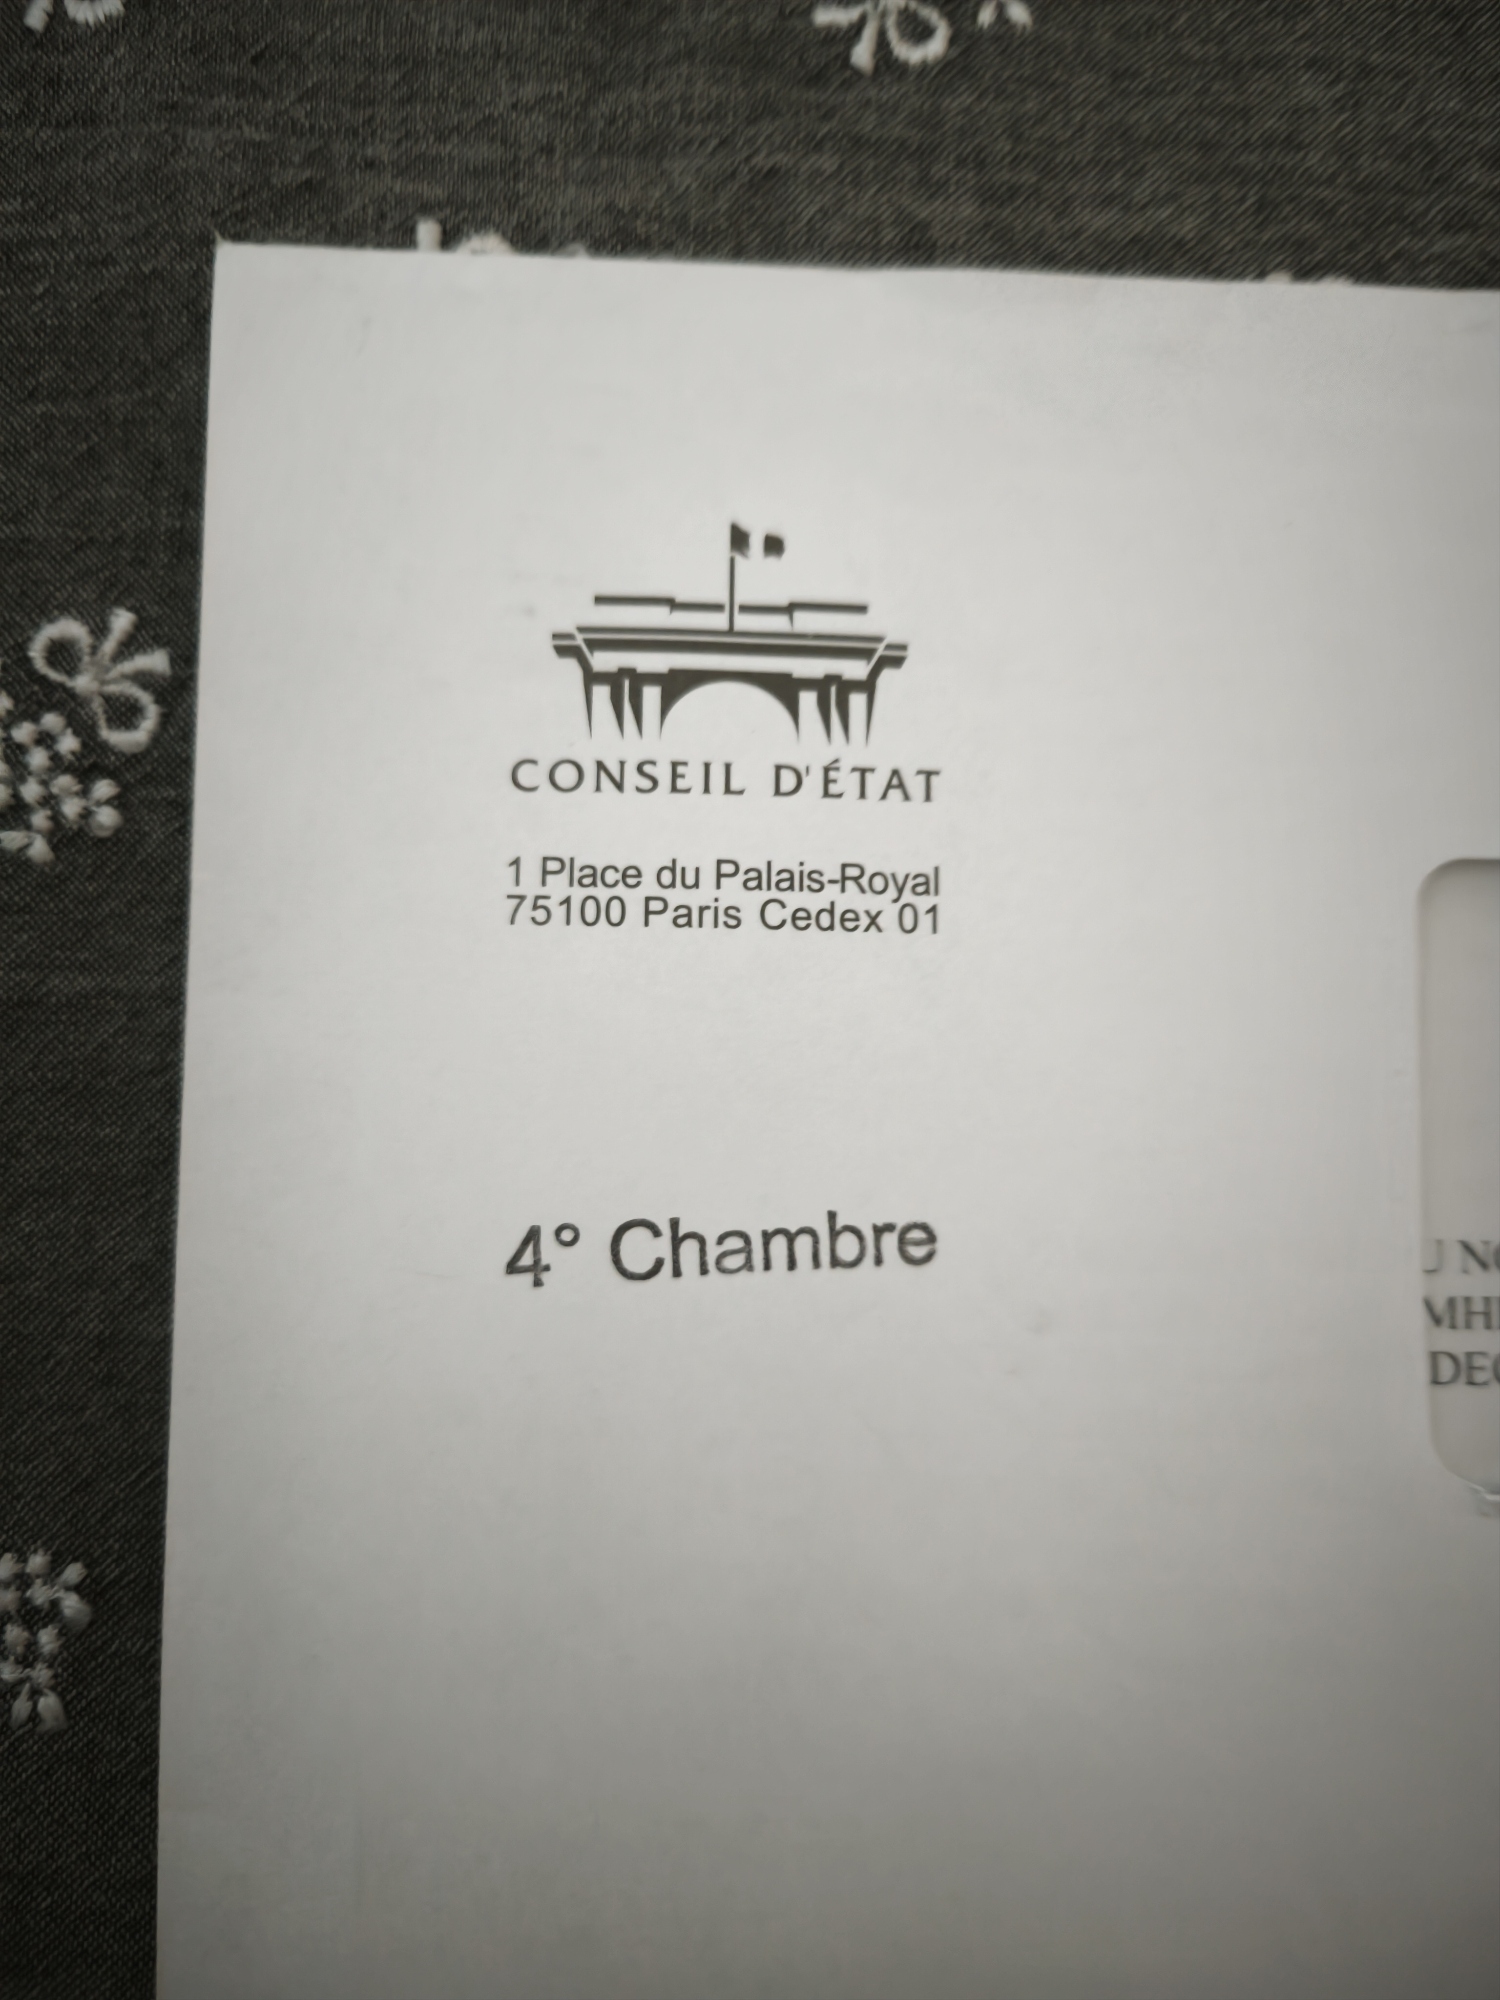 CONSEIL D'ÉTAT
1 Place du Palais-Royal
75100 Paris Cedex 01
4° Chambre